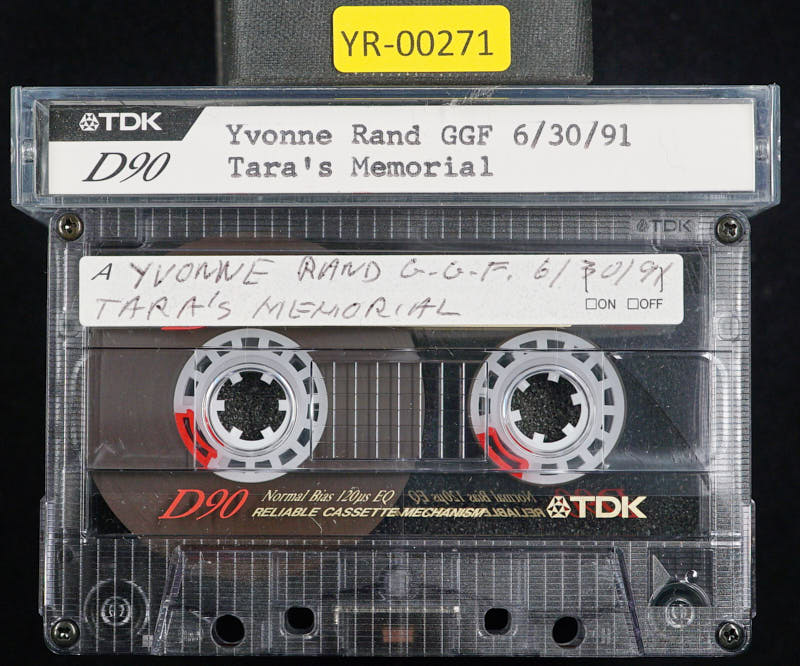 YR-00271
TDK
D90
Yvonne Rand GGF 6/30/91
Tara's Memorial
TDK
A YVONNE RAND G.G.F. 6/30/91
TARA'S MEMORIAL
☐ON ☐OFF
D90 Normal Bias 120µs EQ
RELIABLE CASSETTE MECHANISM
TDK